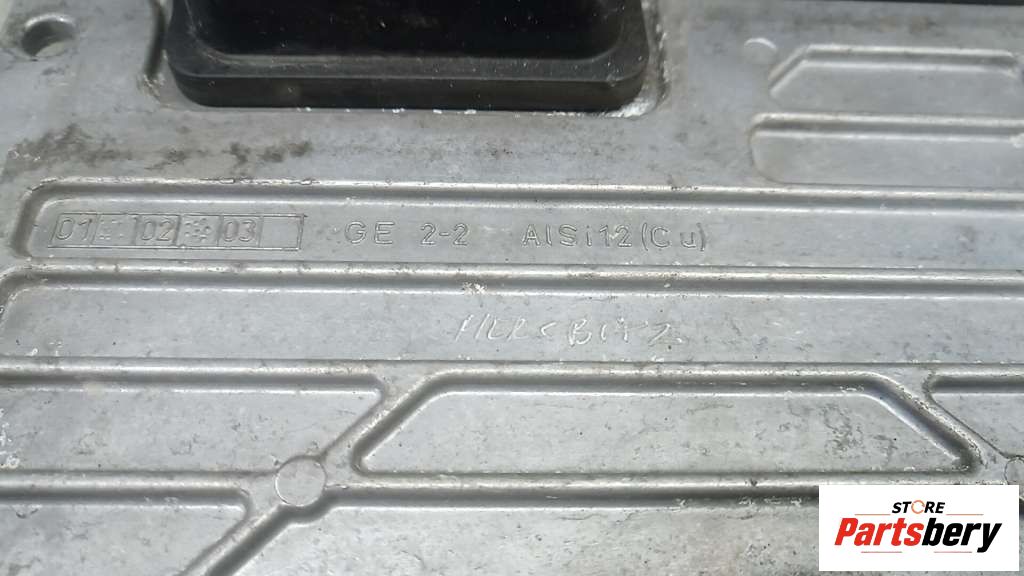 01 02 03 GE 2-2 AlSi12(Cu)
STORE
Partsbery